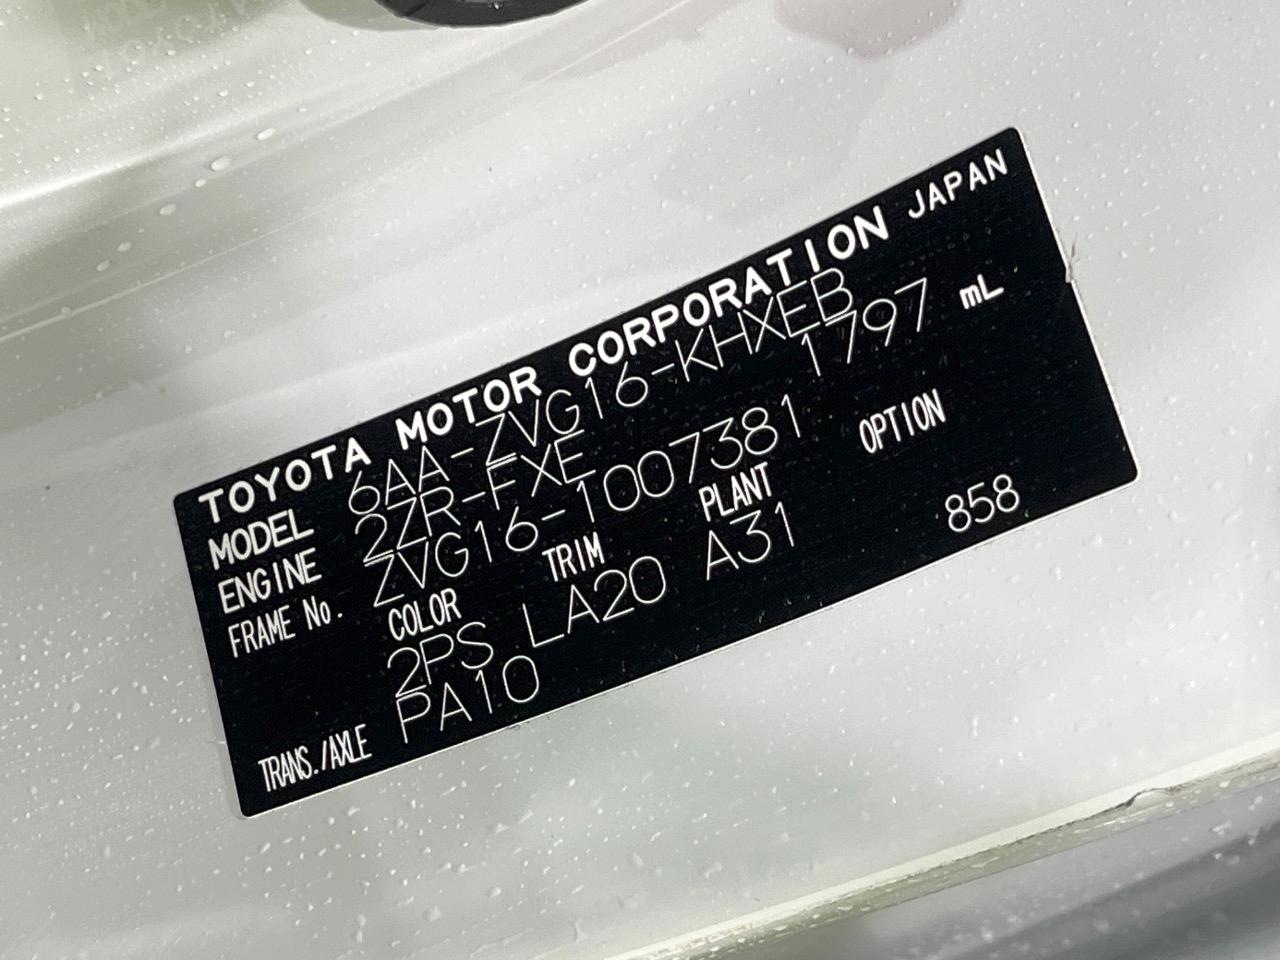 TOYOTA MOTOR CORPORATION JAPAN
MODEL 6AA-ZVG16-KHXEB
ENGINE 2ZR-FXE 1797 mL
FRAME No. ZVG16-1007381
COLOR TRIM PLANT OPTION
2PS LA20 A31 858
TRANS./AXLE PA10